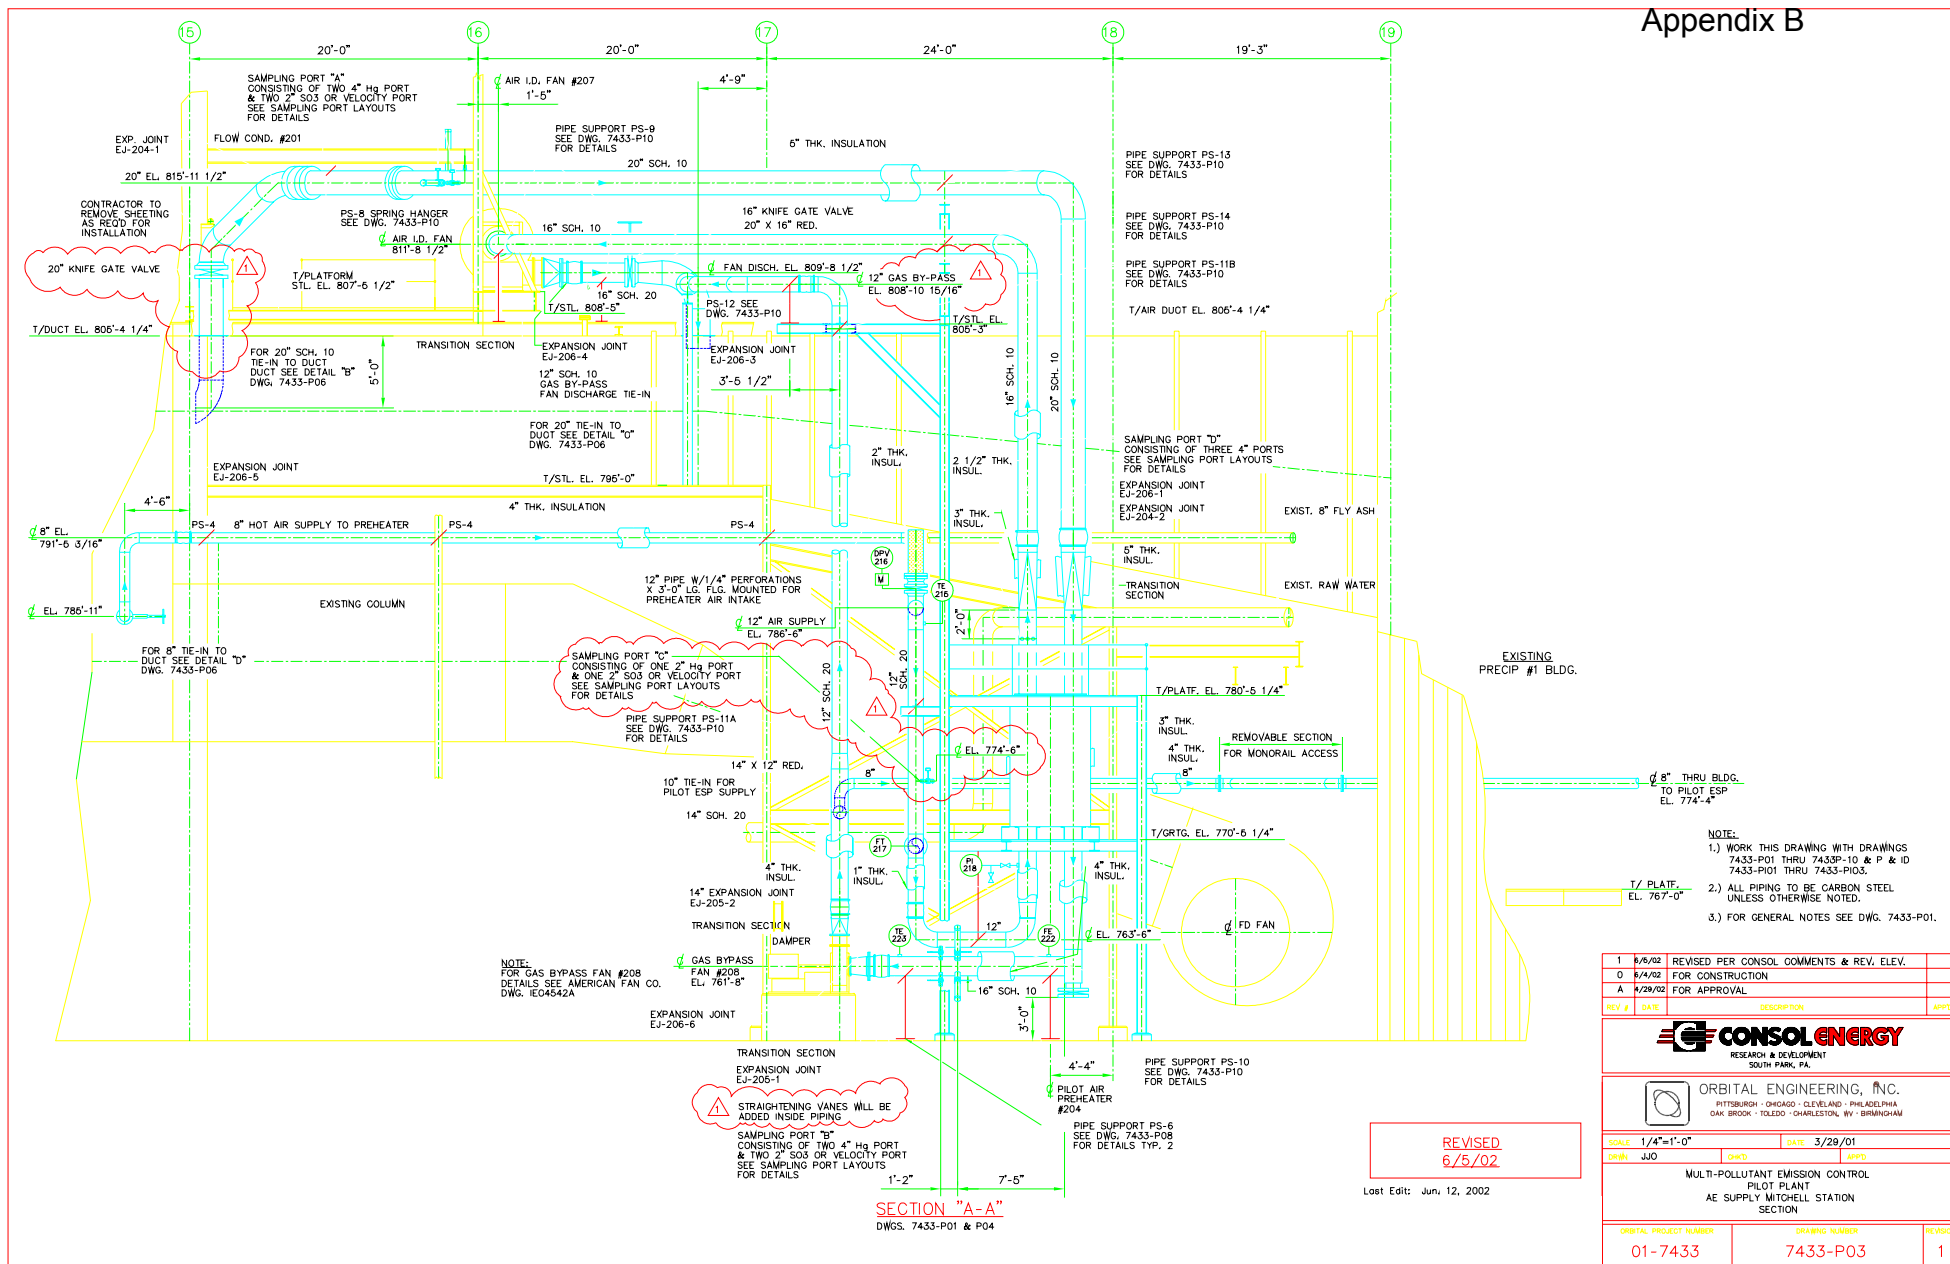 Appendix B
15
16
17
18
19
20'-0"
20'-0"
24'-0"
19'-3"
SAMPLING PORT "A"
CONSISTING OF TWO 4" Hg PORT
& TWO 2" SO3 OR VELOCITY PORT
SEE SAMPLING PORT LAYOUTS
FOR DETAILS
AIR I.D. FAN #207
1'-5"
4'-9"
EXP. JOINT
EJ-204-1
FLOW COND. #201
PIPE SUPPORT PS-9
SEE DWG. 7433-P10
FOR DETAILS
6" THK. INSULATION
20" SCH. 10
PIPE SUPPORT PS-13
SEE DWG. 7433-P10
FOR DETAILS
20" EL. 815'-11 1/2"
CONTRACTOR TO
REMOVE SHEETING
AS REQ'D FOR
INSTALLATION
PS-8 SPRING HANGER
SEE DWG. 7433-P10
16" KNIFE GATE VALVE
20" X 16" RED.
16" SCH. 10
PIPE SUPPORT PS-14
SEE DWG. 7433-P10
FOR DETAILS
AIR I.D. FAN
811'-8 1/2"
20" KNIFE GATE VALVE
1
T/PLATFORM
STL. EL. 807'-6 1/2"
FAN DISCH. EL. 809'-8 1/2"
12" GAS BY-PASS
EL. 808'-10 15/16"
1
PIPE SUPPORT PS-11B
SEE DWG. 7433-P10
FOR DETAILS
16" SCH. 20
T/STL. 808'-5"
PS-12 SEE
DWG. 7433-P10
T/STL. EL.
805'-3"
T/AIR DUCT EL. 806'-4 1/4"
T/DUCT EL. 806'-4 1/4"
TRANSITION SECTION
EXPANSION JOINT
EJ-206-4
EXPANSION JOINT
EJ-206-3
FOR 20" SCH. 10
TIE-IN TO DUCT
DUCT SEE DETAIL "B"
DWG. 7433-P06
5'-0"
12" SCH. 10
GAS BY-PASS
FAN DISCHARGE TIE-IN
3'-5 1/2"
16" SCH. 10
20" SCH. 10
FOR 20" TIE-IN TO
DUCT SEE DETAIL "C"
DWG. 7433-P06
2" THK.
INSUL.
2 1/2" THK.
INSUL.
SAMPLING PORT "D"
CONSISTING OF THREE 4" PORTS
SEE SAMPLING PORT LAYOUTS
FOR DETAILS
EXPANSION JOINT
EJ-206-5
T/STL. EL. 795'-0"
EXPANSION JOINT
EJ-206-1
EXPANSION JOINT
EJ-204-2
4'-6"
4" THK. INSULATION
3" THK.
INSUL.
EXIST. 8" FLY ASH
8" EL.
791'-6 3/16"
PS-4
8" HOT AIR SUPPLY TO PREHEATER
PS-4
PS-4
DPV
216
M
5" THK.
INSUL.
12" PIPE W/1/4" PERFORATIONS
X 3'-0" LG. FLG. MOUNTED FOR
PREHEATER AIR INTAKE
TE
215
TRANSITION
SECTION
EXIST. RAW WATER
EL. 786'-11"
EXISTING COLUMN
12" AIR SUPPLY
EL. 786'-6"
2'-0"
FOR 8" TIE-IN TO
DUCT SEE DETAIL "D"
DWG. 7433-P06
SAMPLING PORT "C"
CONSISTING OF ONE 2" Hg PORT
& ONE 2" SO3 OR VELOCITY PORT
SEE SAMPLING PORT LAYOUTS
FOR DETAILS
12" SCH. 20
12"
SCH. 20
1
EXISTING
PRECIP #1 BLDG.
T/PLATF. EL. 780'-5 1/4"
PIPE SUPPORT PS-11A
SEE DWG. 7433-P10
FOR DETAILS
3" THK.
INSUL.
REMOVABLE SECTION
FOR MONORAIL ACCESS
4" THK.
INSUL.
EL. 774'-6"
14" X 12" RED.
8"
8"
8" THRU BLDG.
TO PILOT ESP
EL. 774'-4"
10" TIE-IN FOR
PILOT ESP SUPPLY
14" SCH. 20
T/GRTG. EL. 770'-6 1/4"
NOTE:
1.) WORK THIS DRAWING WITH DRAWINGS
7433-P01 THRU 7433P-10 & P & ID
7433-PI01 THRU 7433-PI03.
2.) ALL PIPING TO BE CARBON STEEL
UNLESS OTHERWISE NOTED.
3.) FOR GENERAL NOTES SEE DWG. 7433-P01.
FT
217
PI
218
4" THK.
INSUL.
1" THK.
INSUL.
4" THK.
INSUL.
T/ PLATF.
EL. 767'-0"
14" EXPANSION JOINT
EJ-205-2
TRANSITION SECTION
DAMPER
TE
223
12"
FE
222
EL. 763'-6"
FD FAN
NOTE:
FOR GAS BYPASS FAN #208
DETAILS SEE AMERICAN FAN CO.
DWG. IEO4542A
GAS BYPASS
FAN #208
EL. 761'-8"
16" SCH. 10
3'-0"
EXPANSION JOINT
EJ-206-6
TRANSITION SECTION
EXPANSION JOINT
EJ-205-1
4'-4"
PIPE SUPPORT PS-10
SEE DWG. 7433-P10
FOR DETAILS
PILOT AIR
PREHEATER
#204
1
STRAIGHTENING VANES WILL BE
ADDED INSIDE PIPING
SAMPLING PORT "B"
CONSISTING OF TWO 4" Hg PORT
& TWO 2" SO3 OR VELOCITY PORT
SEE SAMPLING PORT LAYOUTS
FOR DETAILS
PIPE SUPPORT PS-6
SEE DWG. 7433-P08
FOR DETAILS TYP. 2
1'-2"
7'-5"
SECTION "A-A"
DWGS. 7433-P01 & P04
REVISED
6/5/02
Last Edit: Jun. 12, 2002
1 6/5/02 REVISED PER CONSOL COMMENTS & REV. ELEV.
0 6/4/02 FOR CONSTRUCTION
A 4/29/02 FOR APPROVAL
REV. # DATE DESCRIPTION
CONSOL ENERGY
RESEARCH & DEVELOPMENT
SOUTH PARK, PA.
ORBITAL ENGINEERING, INC.
PITTSBURGH · CHICAGO · CLEVELAND · PHILADELPHIA
OAK BROOK · TOLEDO · CHARLESTON, WV · BIRMINGHAM
SCALE 1/4"=1'-0" DATE 3/29/01
DRWN JJO CHK'D APP'D
MULTI-POLLUTANT EMISSION CONTROL
PILOT PLANT
AE SUPPLY MITCHELL STATION
SECTION
ORBITAL PROJECT NUMBER DRAWING NUMBER
01-7433 7433-P03 1